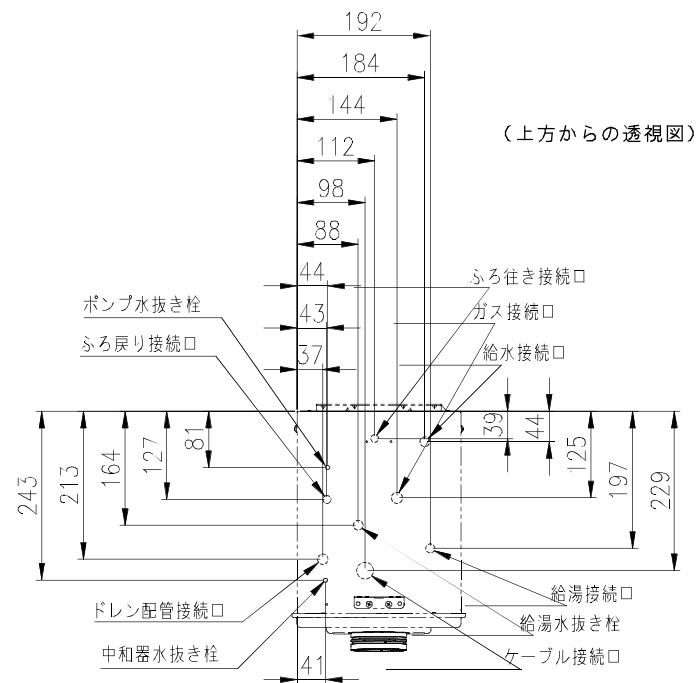 192
184
144
112
98
88
44
43
37
（上方からの透視図）
ふろ往き接続口
ガス接続口
給水接続口
ポンプ水抜き栓
ふろ戻り接続口
39
44
81
127
164
213
243
125
197
229
ドレン配管接続口
中和器水抜き栓
41
給湯接続口
給湯水抜き栓
ケーブル接続口